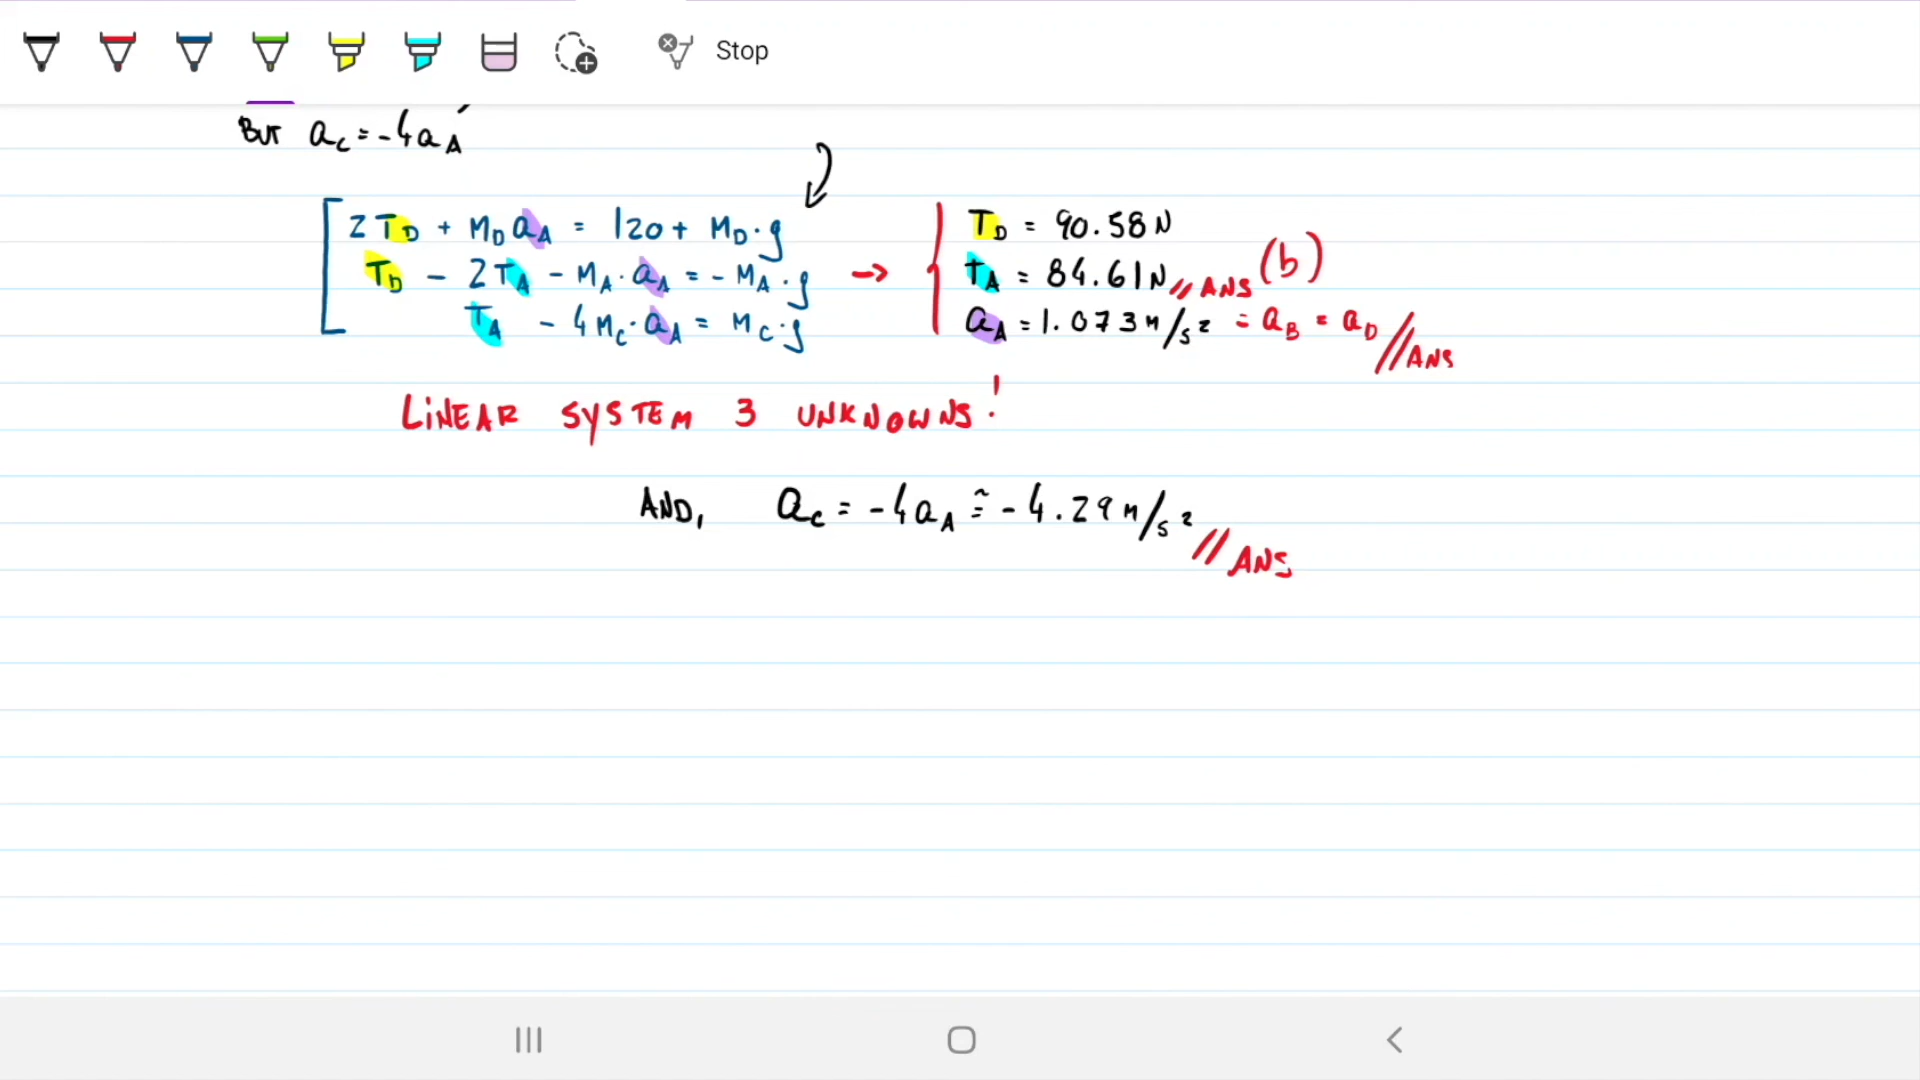 Stop
BUT a_C = -4a_A
2T_D + M_D a_A = 120 + M_D · g
T_D - 2T_A - M_A · a_A = - M_A · g
T_A - 4M_C · a_A = M_C · g
→
T_D = 90.58 N
T_A = 84.61 N // ANS (b)
a_A = 1.073 M/s² = a_B = a_D // ANS
LINEAR SYSTEM 3 UNKNOWNS!
AND, a_C = -4a_A ≅ -4.29 M/s² // ANS